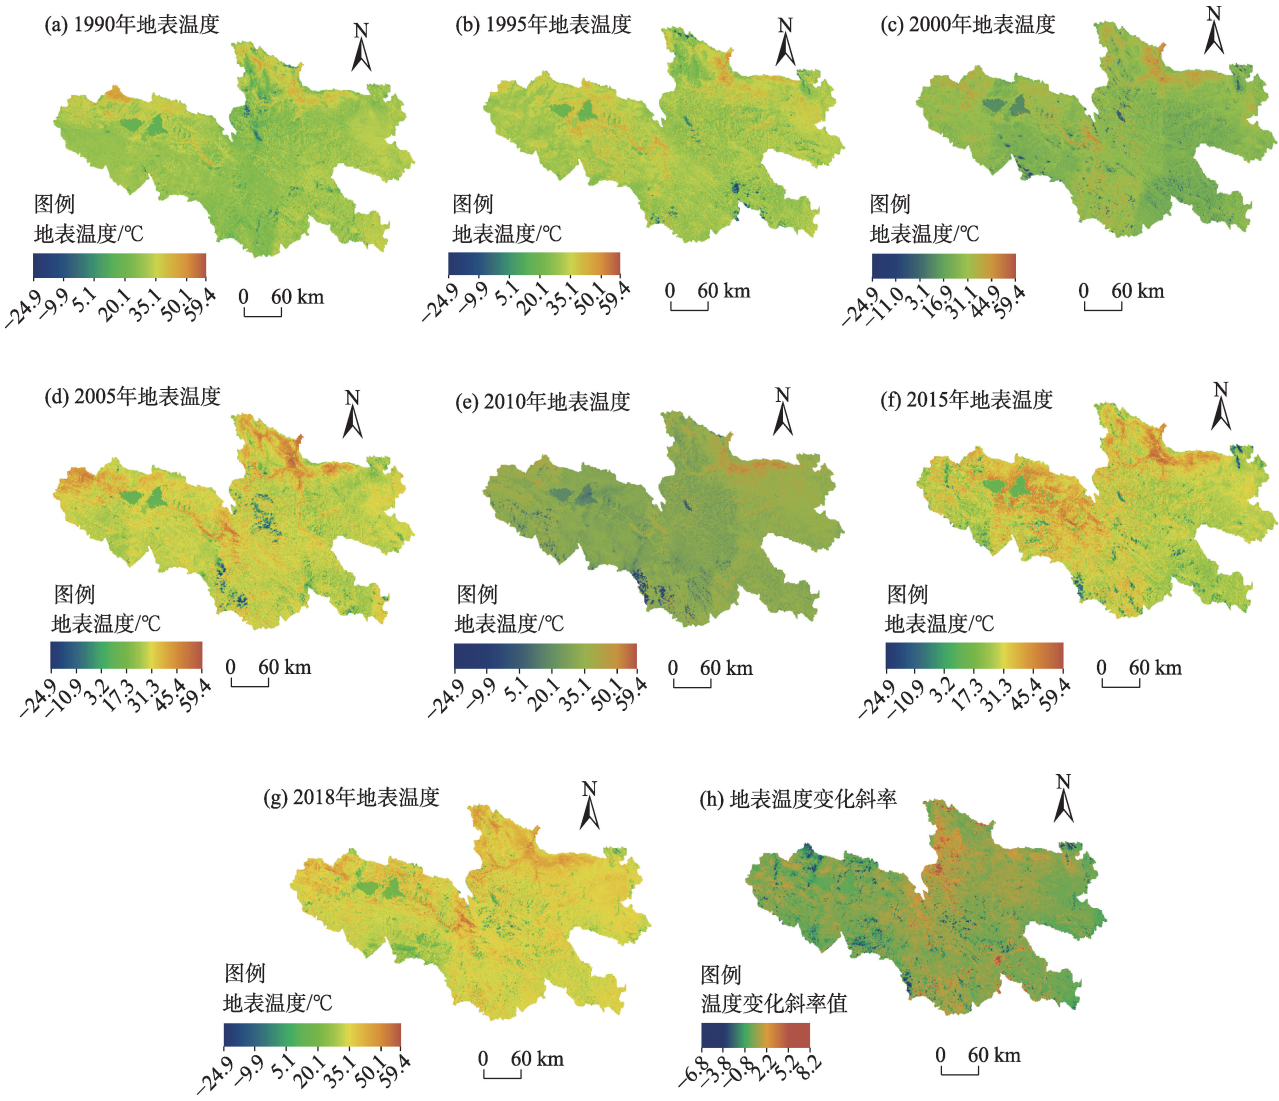 (a) 1990年地表温度
N
图例
地表温度/℃
−24.9 −9.9 5.1 20.1 35.1 50.1 59.4
0 60 km
(b) 1995年地表温度
N
图例
地表温度/℃
−24.9 −9.9 5.1 20.1 35.1 50.1 59.4
0 60 km
(c) 2000年地表温度
N
图例
地表温度/℃
−24.9 −11.0 3.1 16.9 31.1 44.9 59.4
0 60 km
(d) 2005年地表温度
N
图例
地表温度/℃
−24.9 −10.9 3.2 17.3 31.3 45.4 59.4
0 60 km
(e) 2010年地表温度
N
图例
地表温度/℃
−24.9 −9.9 5.1 20.1 35.1 50.1 59.4
0 60 km
(f) 2015年地表温度
N
图例
地表温度/℃
−24.9 −10.9 3.2 17.3 31.3 45.4 59.4
0 60 km
(g) 2018年地表温度
N
图例
地表温度/℃
−24.9 −9.9 5.1 20.1 35.1 50.1 59.4
0 60 km
(h) 地表温度变化斜率
N
图例
温度变化斜率值
−6.8 −3.8 −0.8 2.2 5.2 8.2
0 60 km